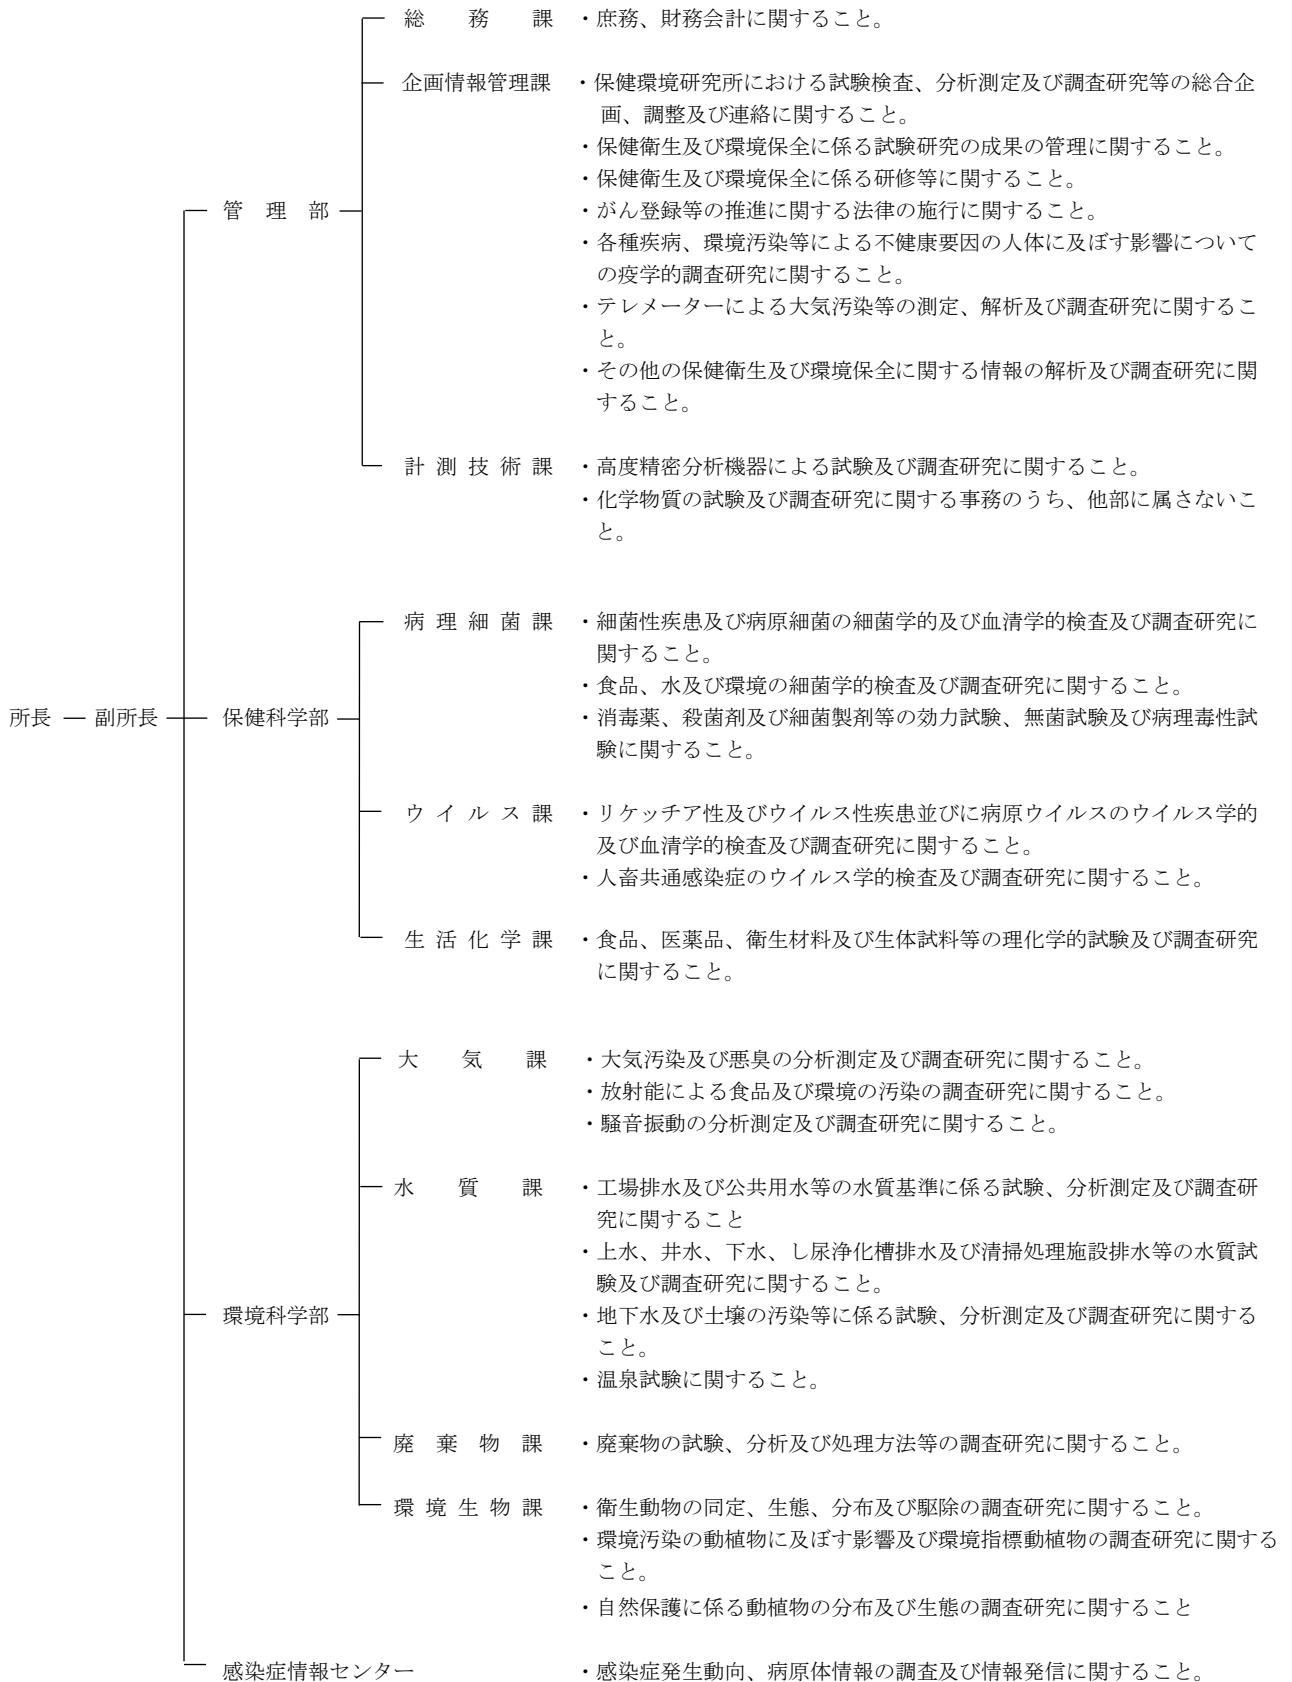 総務課 ・庶務、財務会計に関すること。
企画情報管理課 ・保健環境研究所における試験検査、分析測定及び調査研究等の総合企
画、調整及び連絡に関すること。
・保健衛生及び環境保全に係る試験研究の成果の管理に関すること。
・保健衛生及び環境保全に係る研修等に関すること。
管理部 ・がん登録等の推進に関する法律の施行に関すること。
・各種疾病、環境汚染等による不健康要因の人体に及ぼす影響について
の疫学的調査研究に関すること。
・テレメーターによる大気汚染等の測定、解析及び調査研究に関するこ
と。
・その他の保健衛生及び環境保全に関する情報の解析及び調査研究に関
すること。
計測技術課 ・高度精密分析機器による試験及び調査研究に関すること。
・化学物質の試験及び調査研究に関する事務のうち、他部に属さないこ
と。
病理細菌課 ・細菌性疾患及び病原細菌の細菌学的及び血清学的検査及び調査研究に
関すること。
・食品、水及び環境の細菌学的検査及び調査研究に関すること。
所長 副所長 保健科学部 ・消毒薬、殺菌剤及び細菌製剤等の効力試験、無菌試験及び病理毒性試
験に関すること。
ウイルス課 ・リケッチア性及びウイルス性疾患並びに病原ウイルスのウイルス学的
及び血清学的検査及び調査研究に関すること。
・人畜共通感染症のウイルス学的検査及び調査研究に関すること。
生活化学課 ・食品、医薬品、衛生材料及び生体試料等の理化学的試験及び調査研究
に関すること。
大気課 ・大気汚染及び悪臭の分析測定及び調査研究に関すること。
・放射能による食品及び環境の汚染の調査研究に関すること。
・騒音振動の分析測定及び調査研究に関すること。
水質課 ・工場排水及び公共用水等の水質基準に係る試験、分析測定及び調査研
究に関すること
・上水、井水、下水、し尿浄化槽排水及び清掃処理施設排水等の水質試
験及び調査研究に関すること。
環境科学部 ・地下水及び土壌の汚染等に係る試験、分析測定及び調査研究に関する
こと。
・温泉試験に関すること。
廃棄物課 ・廃棄物の試験、分析及び処理方法等の調査研究に関すること。
環境生物課 ・衛生動物の同定、生態、分布及び駆除の調査研究に関すること。
・環境汚染の動植物に及ぼす影響及び環境指標動植物の調査研究に関する
こと。
・自然保護に係る動植物の分布及び生態の調査研究に関すること
感染症情報センター ・感染症発生動向、病原体情報の調査及び情報発信に関すること。